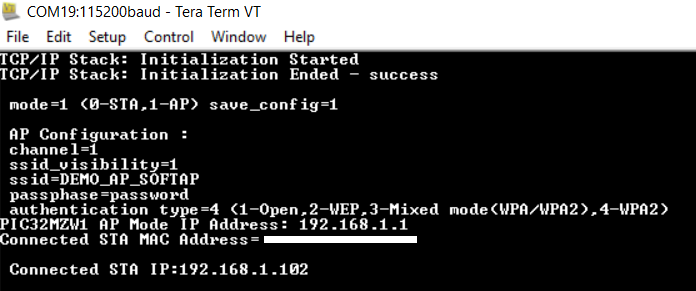 COM19:115200baud - Tera Term VT
File Edit Setup Control Window Help
TCP/IP Stack: Initialization Started
TCP/IP Stack: Initialization Ended - success
mode=1 (0-STA,1-AP) save_config=1
AP Configuration :
channel=1
ssid_visibility=1
ssid=DEMO_AP_SOFTAP
passphase=password
authentication type=4 (1-Open,2-WEP,3-Mixed mode(WPA/WPA2),4-WPA2)
PIC32MZW1 AP Mode IP Address: 192.168.1.1
Connected STA MAC Address=
Connected STA IP:192.168.1.102